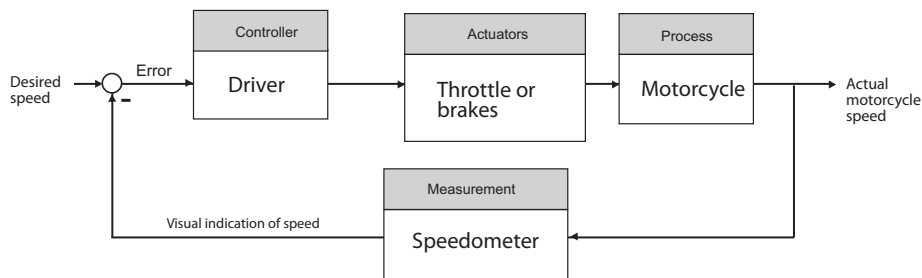 Controller
Actuators
Process
Desired
speed
Error
Driver
Throttle or
brakes
Motorcycle
Actual
motorcycle
speed
-
Measurement
Visual indication of speed
Speedometer